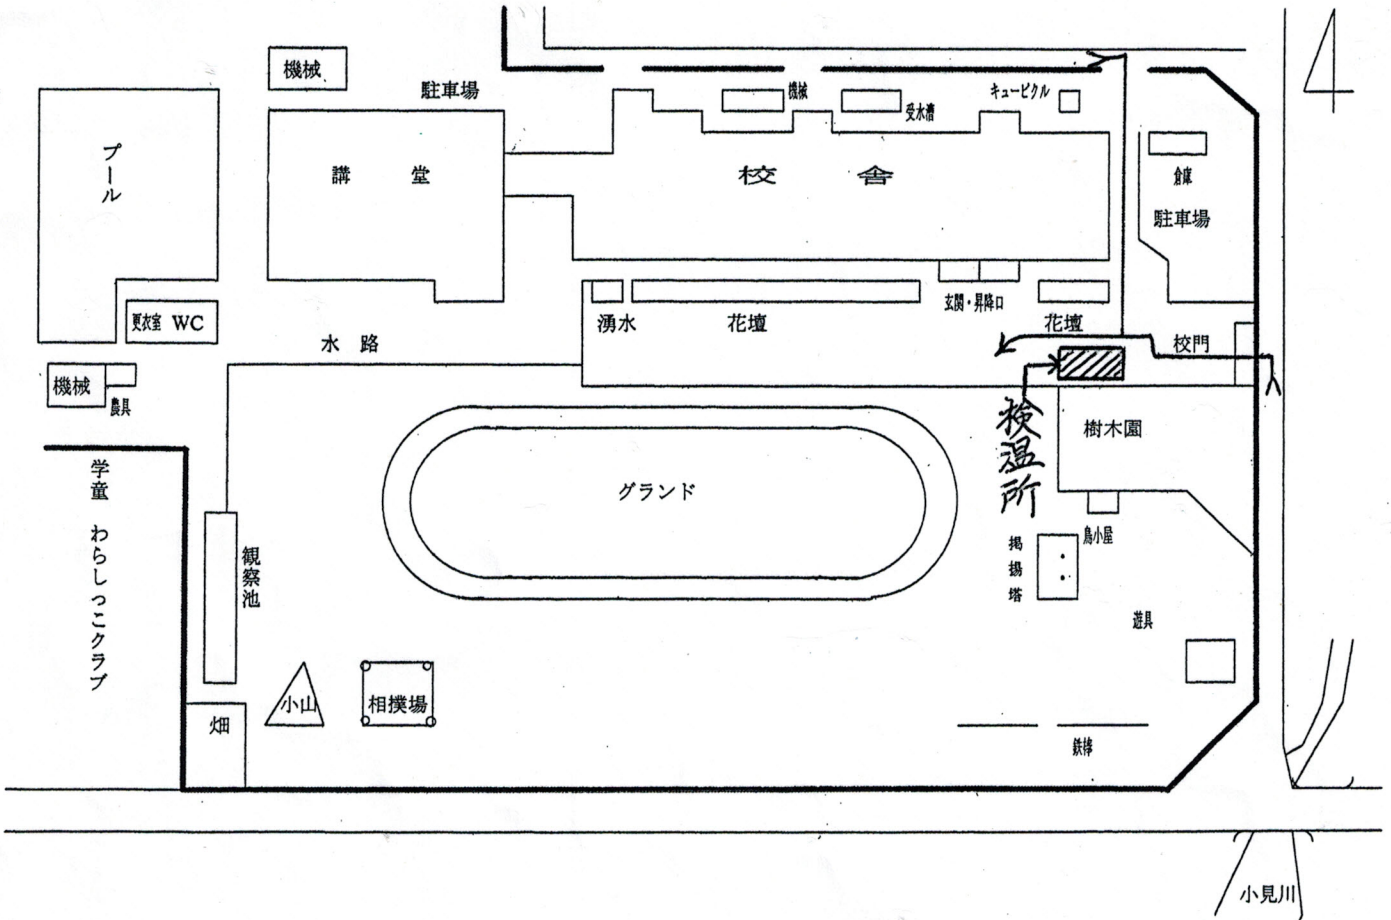 機械
駐車場
機械
受水漕
キュービクル
プール
講堂
校舎
倉庫
駐車場
更衣室 WC
水路
湧水
花壇
玄関・昇降口
花壇
校門
機械
農具
検温所
樹木園
学童 わらしっこクラブ
グランド
鳥小屋
掲揚塔
観察池
遊具
小山
相撲場
畑
鉄棒
小見川